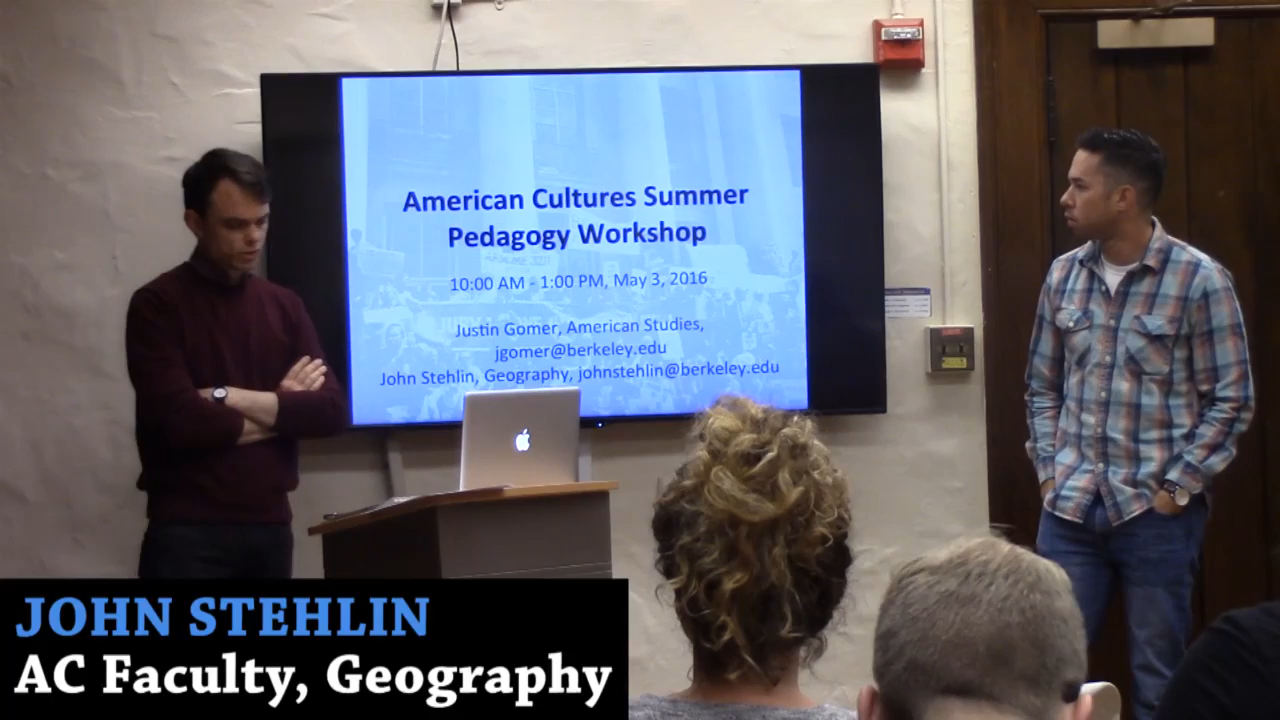 American Cultures Summer
Pedagogy Workshop
10:00 AM - 1:00 PM, May 3, 2016
Justin Gomer, American Studies,
jgomer@berkeley.edu
John Stehlin, Geography, johnstehlin@berkeley.edu
JOHN STEHLIN
AC Faculty, Geography